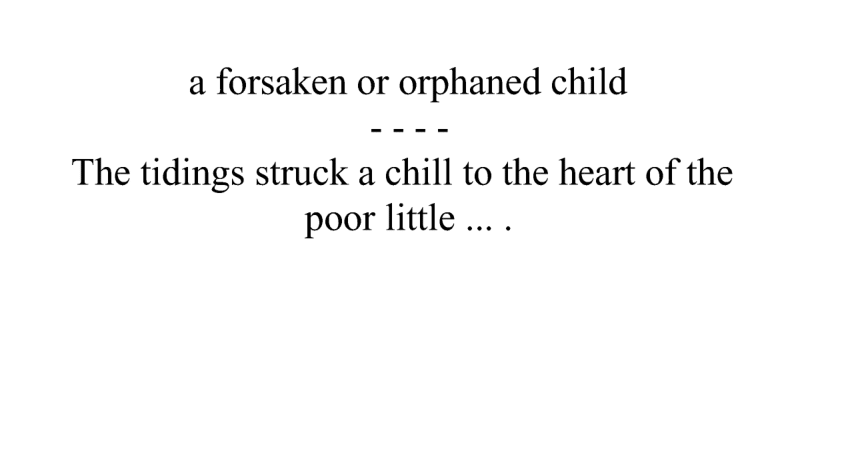 a forsaken or orphaned child
- - - -
The tidings struck a chill to the heart of the
poor little ... .